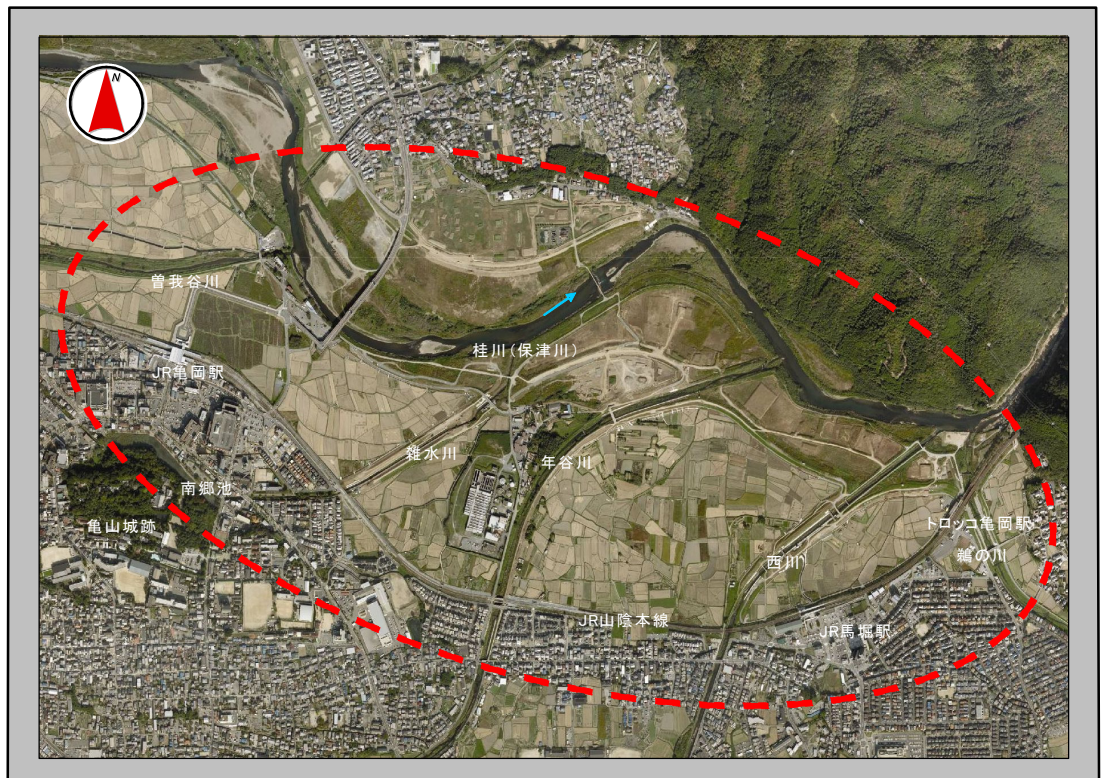 N
曽我谷川
桂川(保津川)
JR亀岡駅
雑水川
年谷川
南郷池
亀山城跡
トロッコ亀岡駅
鵜の川
西川
JR山陰本線
JR馬堀駅